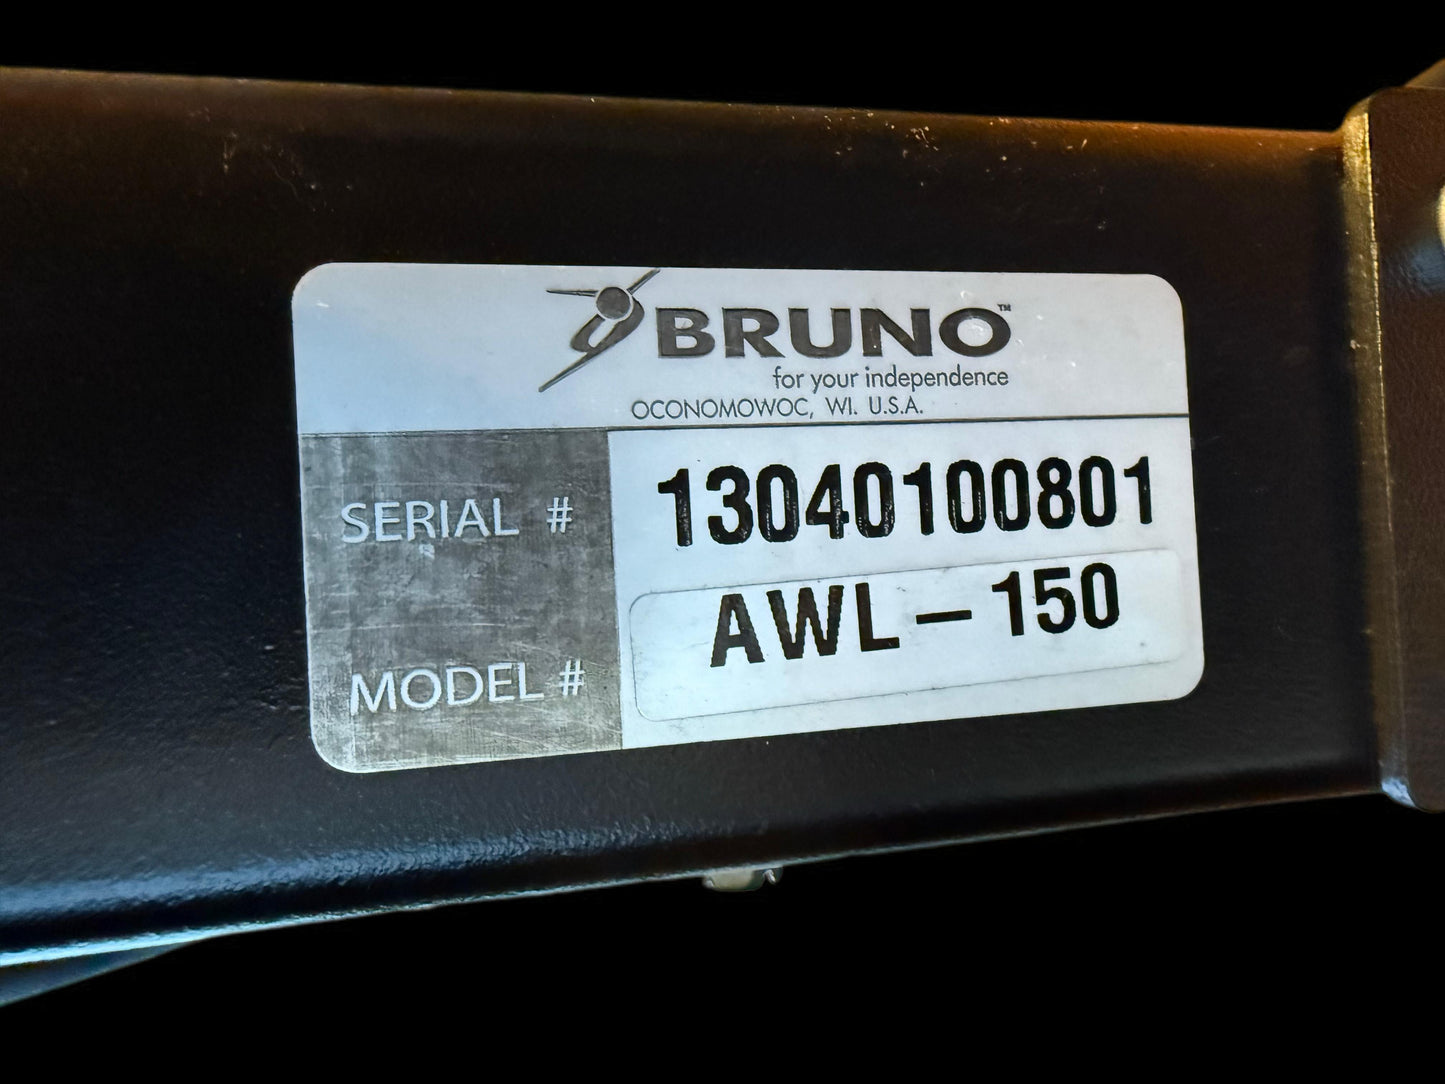 BRUNO™
for your independence
OCONOMOWOC, WI. U.S.A.
SERIAL # 13040100801
MODEL # AWL-150